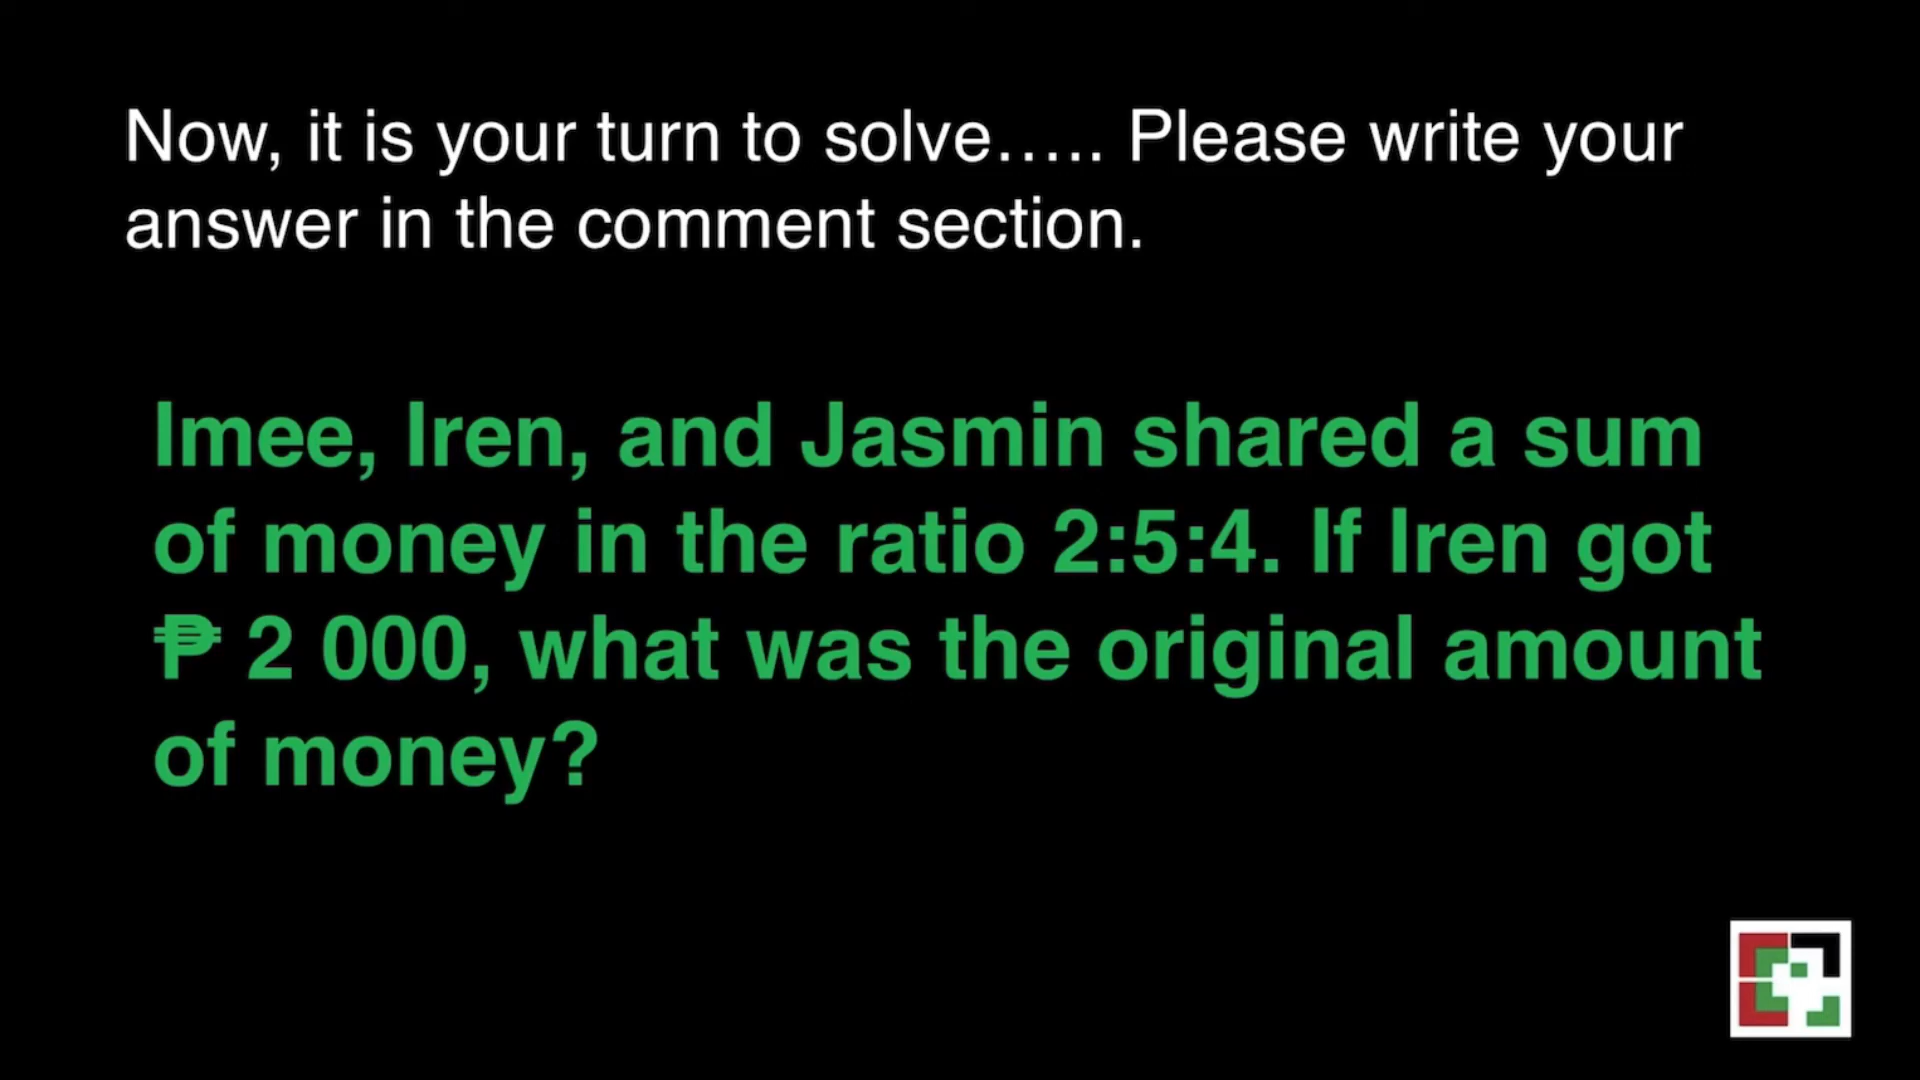 Now, it is your turn to solve..... Please write your
answer in the comment section.
Imee, Iren, and Jasmin shared a sum
of money in the ratio 2:5:4. If Iren got
₱ 2 000, what was the original amount
of money?